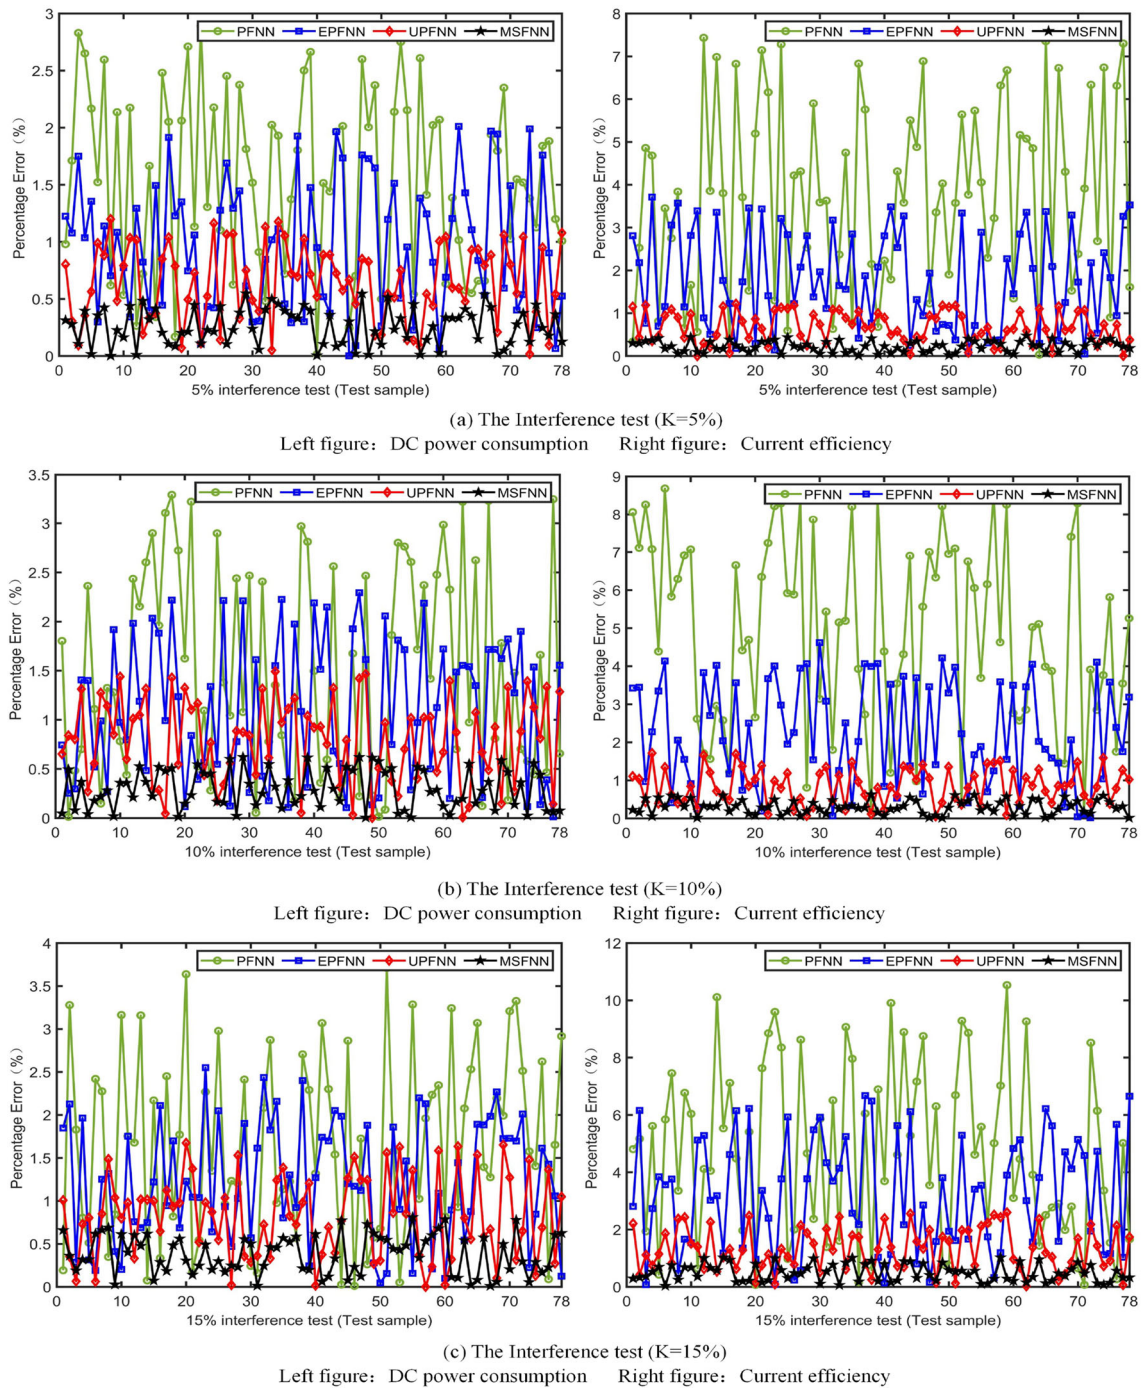 3
2.5
2
1.5
1
0.5
0
Percentage Error（%）
PFNN EPFNN UPFNN MSFNN
0 10 20 30 40 50 60 70 78
5% interference test (Test sample)
8
7
6
5
4
3
2
1
0
Percentage Error（%）
PFNN EPFNN UPFNN MSFNN
0 10 20 30 40 50 60 70 78
5% interference test (Test sample)
(a) The Interference test (K=5%)
Left figure：DC power consumption Right figure：Current efficiency
3.5
3
2.5
2
1.5
1
0.5
0
Percentage Error（%）
PFNN EPFNN UPFNN MSFNN
0 10 20 30 40 50 60 70 78
10% interference test (Test sample)
9
8
7
6
5
4
3
2
1
0
Percentage Error（%）
PFNN EPFNN UPFNN MSFNN
0 10 20 30 40 50 60 70 78
10% interference test (Test sample)
(b) The Interference test (K=10%)
Left figure：DC power consumption Right figure：Current efficiency
4
3.5
3
2.5
2
1.5
1
0.5
0
Percentage Error（%）
PFNN EPFNN UPFNN MSFNN
0 10 20 30 40 50 60 70 78
15% interference test (Test sample)
12
10
8
6
4
2
0
Percentage Error（%）
PFNN EPFNN UPFNN MSFNN
0 10 20 30 40 50 60 70 78
15% interference test (Test sample)
(c) The Interference test (K=15%)
Left figure：DC power consumption Right figure：Current efficiency